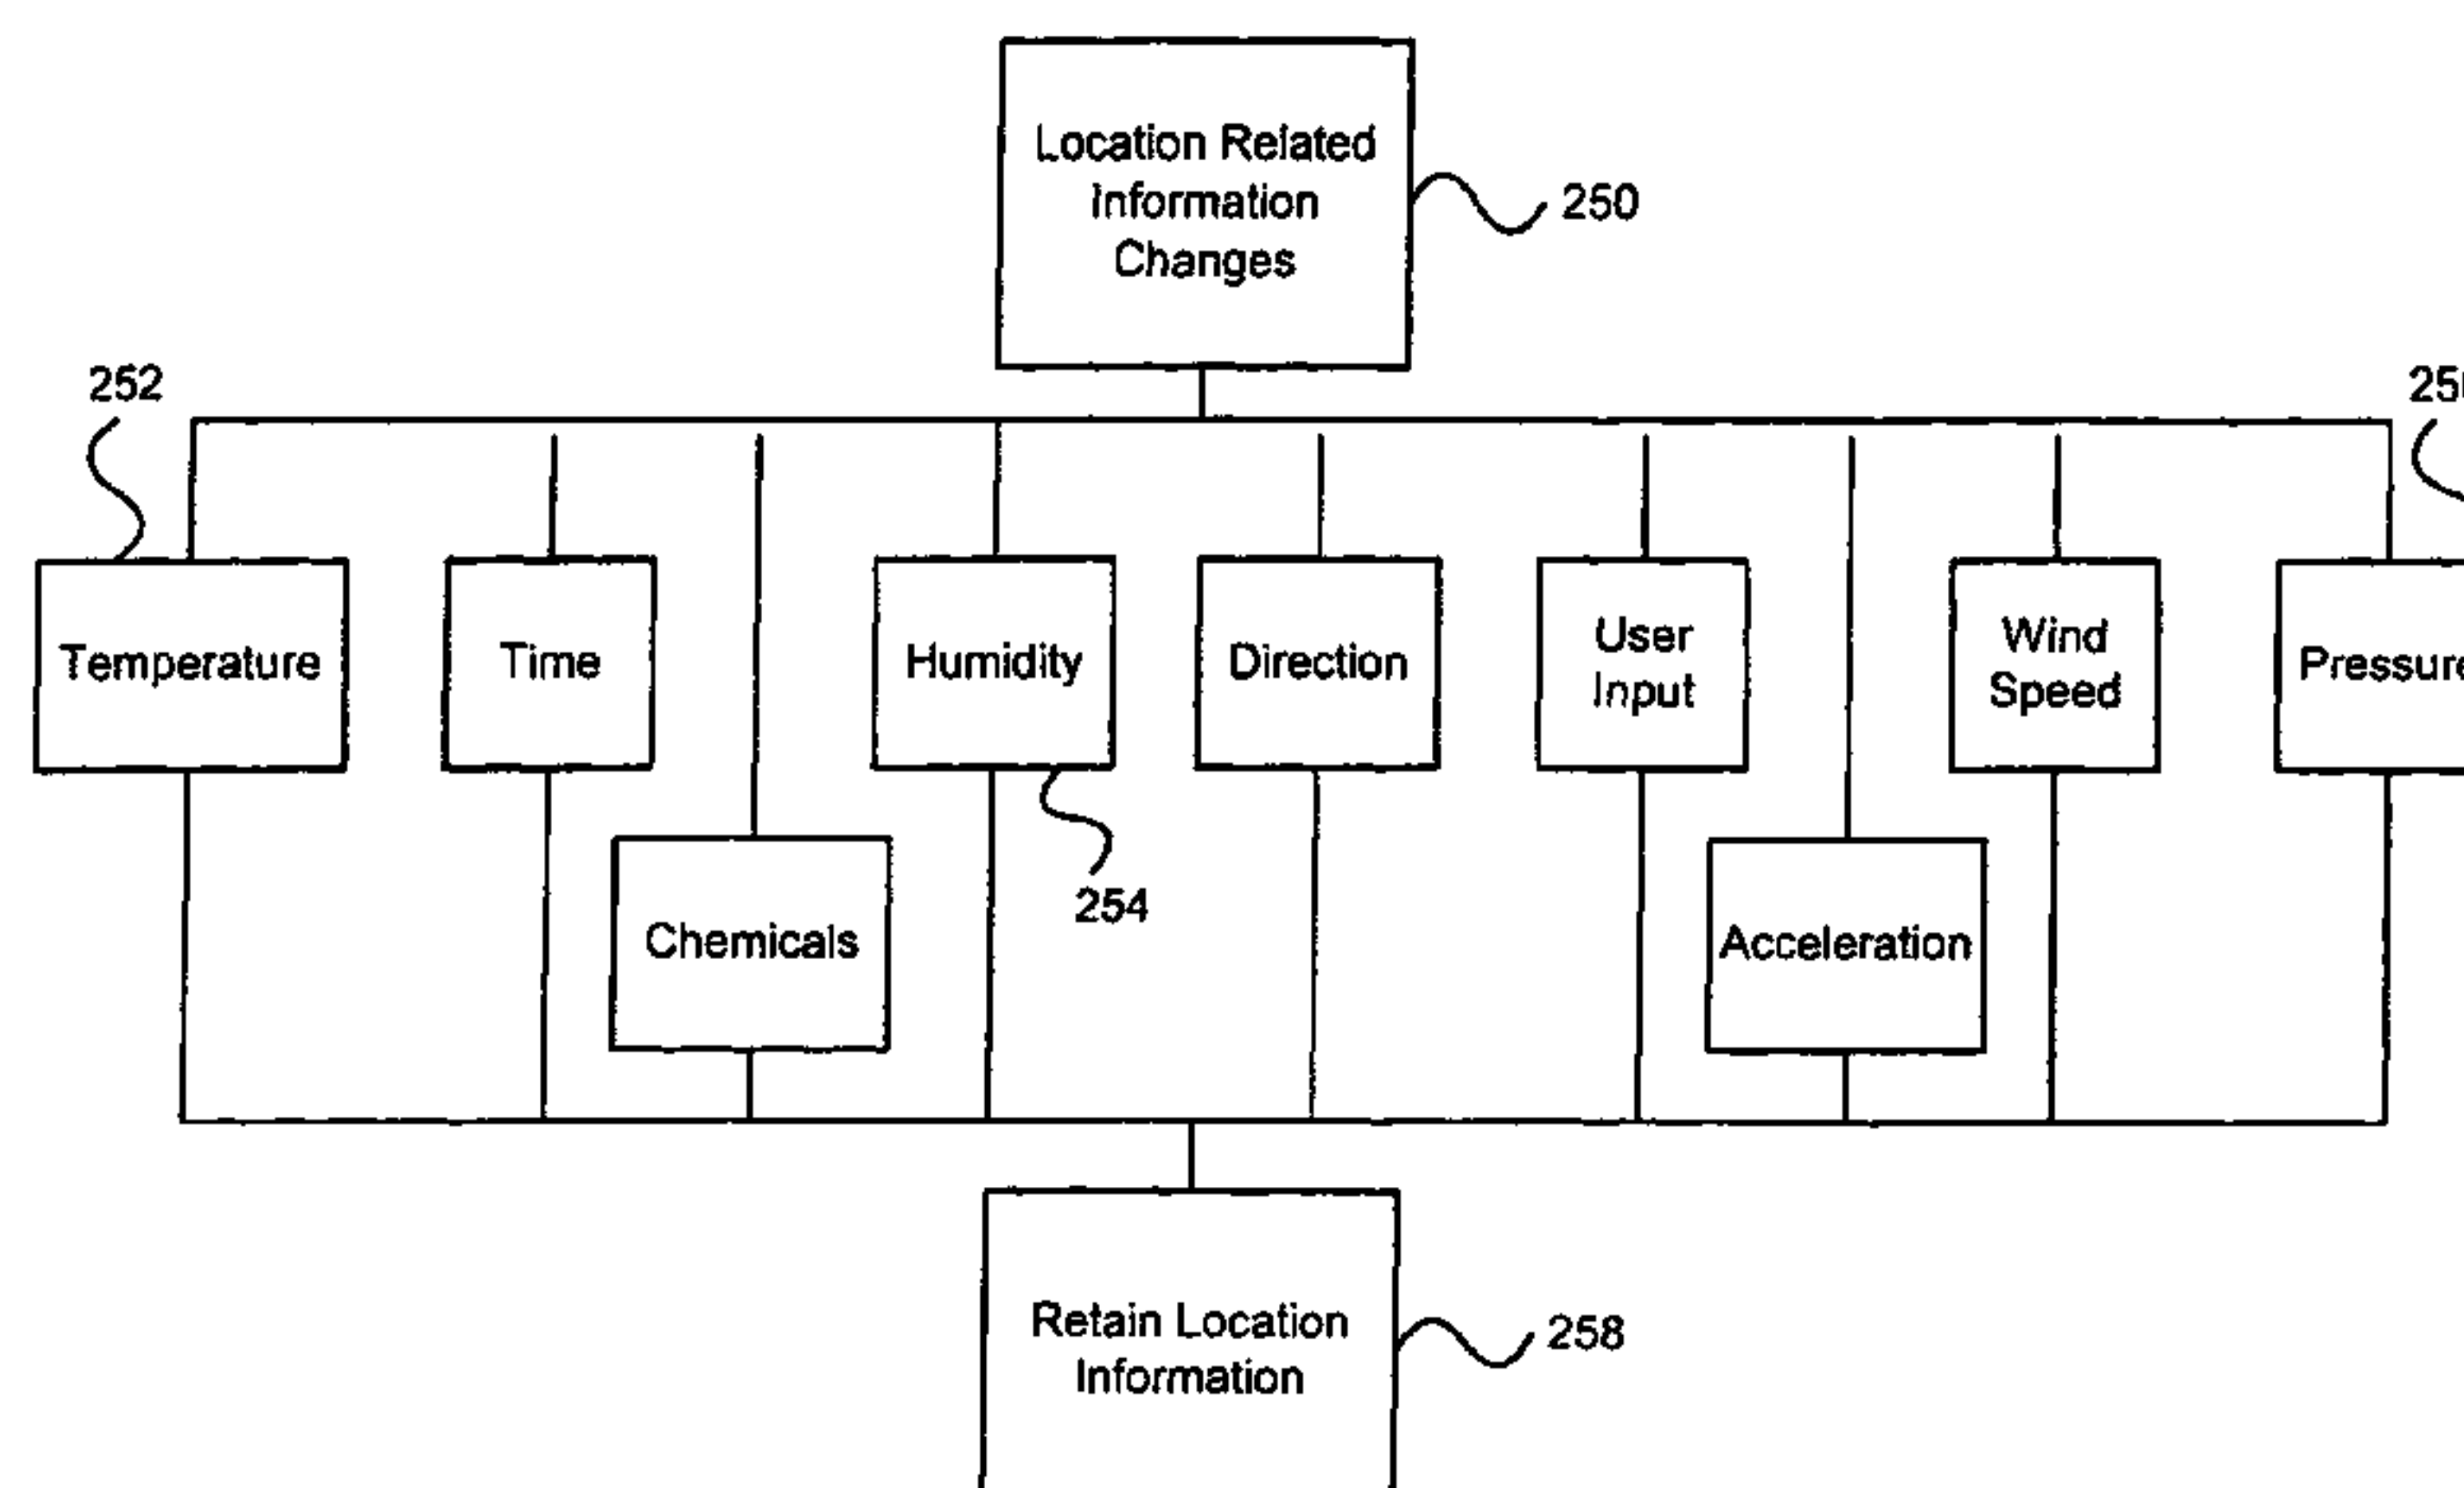 Location Related
Information
Changes
250
252
Temperature
Time
Humidity
Direction
User
Input
Wind
Speed
Pressure
254
Chemicals
Acceleration
Retain Location
Information
258